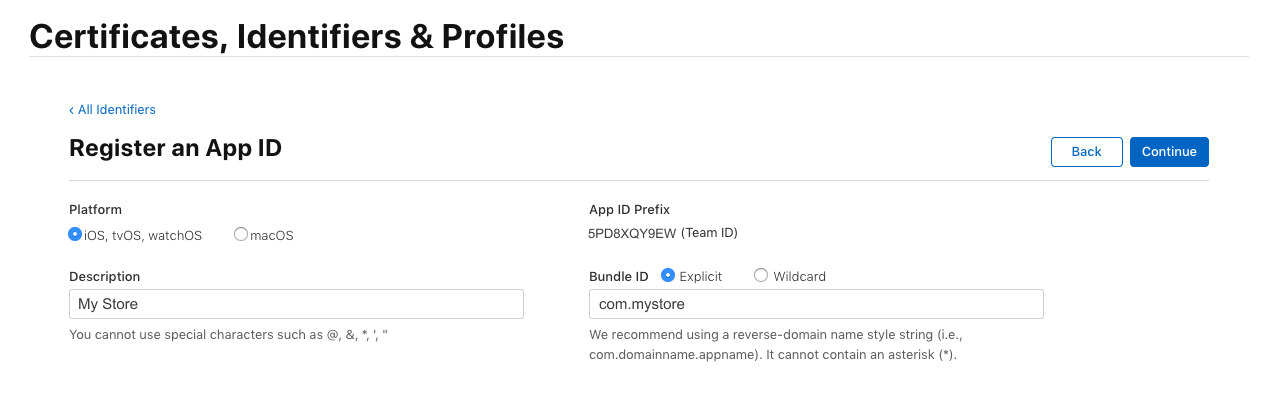 Certificates, Identifiers & Profiles
‹ All Identifiers
Register an App ID
Back
Continue
Platform
iOS, tvOS, watchOS
macOS
App ID Prefix
5PD8XQY9EW (Team ID)
Description
My Store
You cannot use special characters such as @, &, *, ', "
Bundle ID
Explicit
Wildcard
com.mystore
We recommend using a reverse-domain name style string (i.e.,
com.domainname.appname). It cannot contain an asterisk (*).